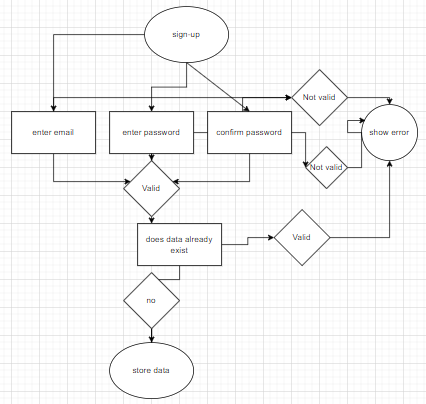 sign-up
Not valid
enter email
enter password
confirm password
show error
Not valid
Valid
does data already
exist
Valid
no
store data